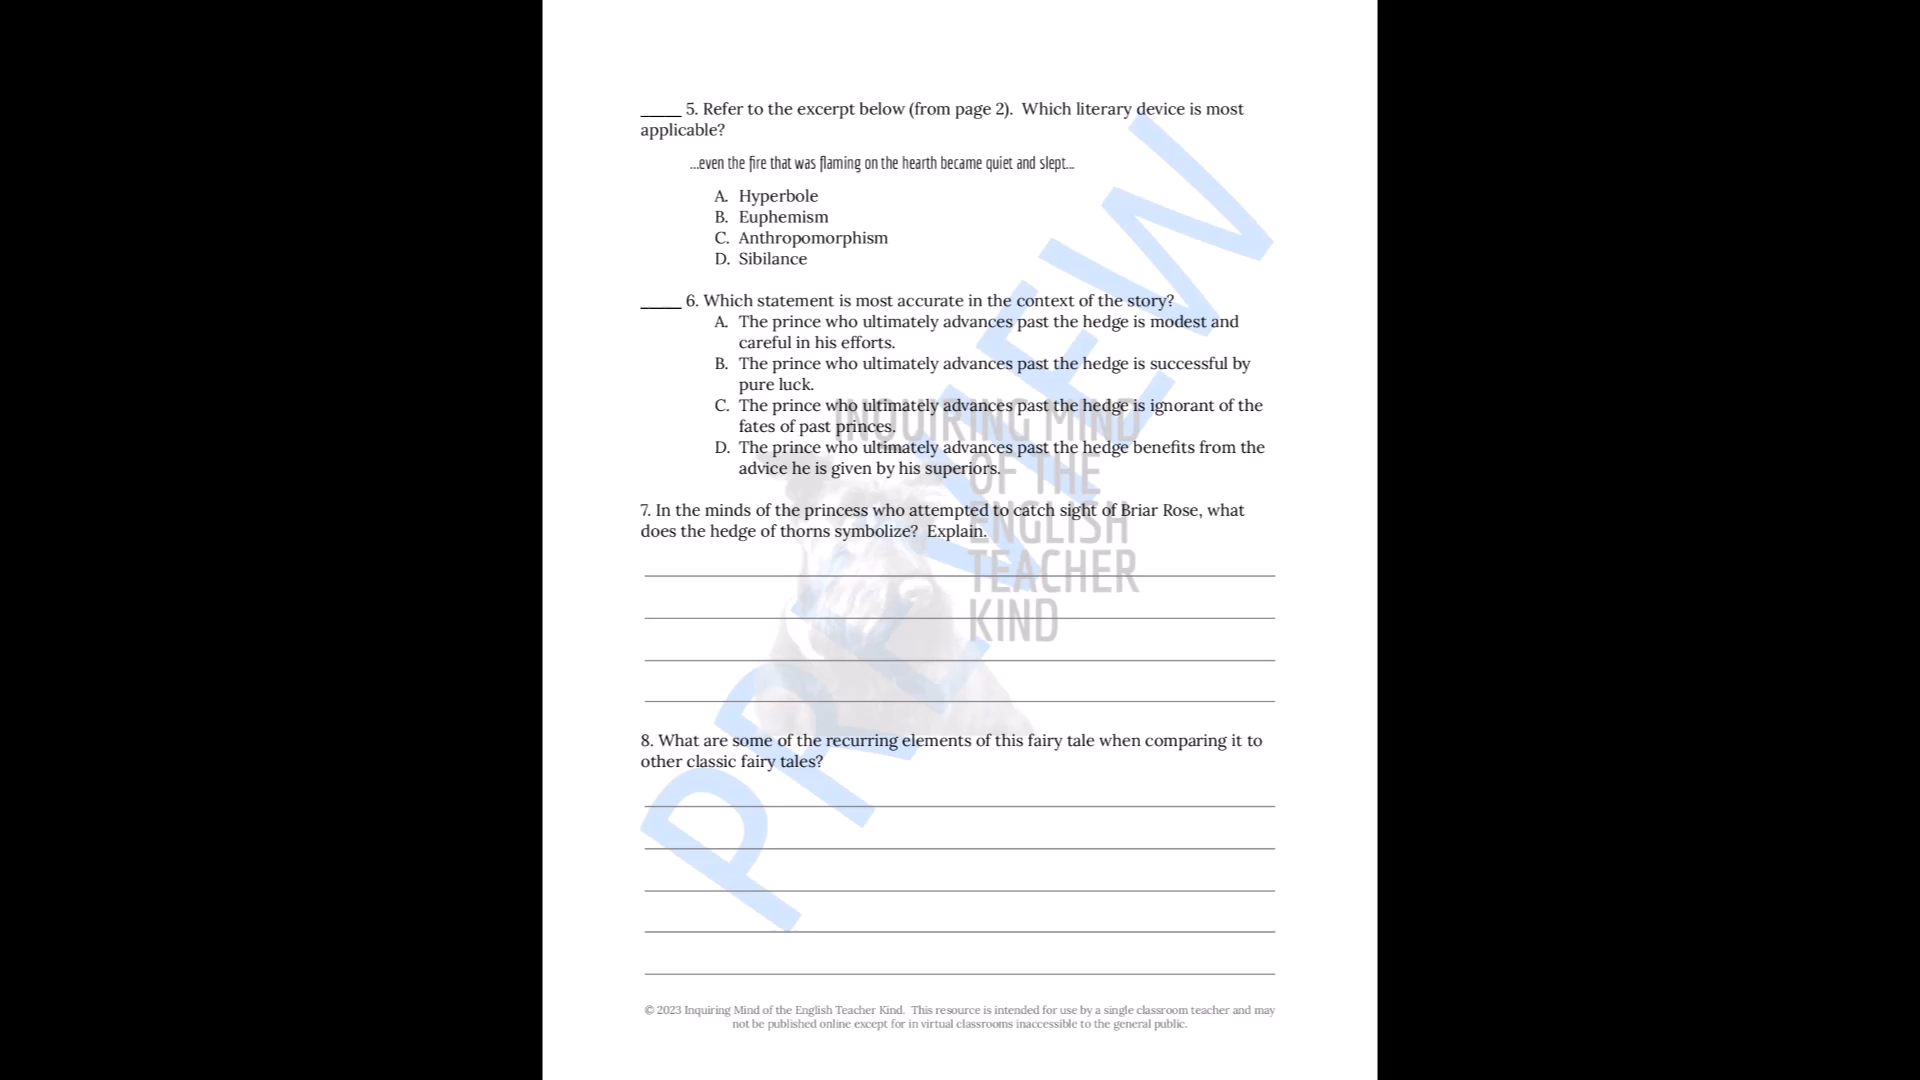 _____ 5. Refer to the excerpt below (from page 2).  Which literary device is most
applicable?
...even the fire that was flaming on the hearth became quiet and slept...
A. Hyperbole
B. Euphemism
C. Anthropomorphism
D. Sibilance
_____ 6. Which statement is most accurate in the context of the story?
A. The prince who ultimately advances past the hedge is modest and
careful in his efforts.
B. The prince who ultimately advances past the hedge is successful by
pure luck.
C. The prince who ultimately advances past the hedge is ignorant of the
fates of past princes.
D. The prince who ultimately advances past the hedge benefits from the
advice he is given by his superiors.
7. In the minds of the princess who attempted to catch sight of Briar Rose, what
does the hedge of thorns symbolize?  Explain.
8. What are some of the recurring elements of this fairy tale when comparing it to
other classic fairy tales?
© 2023 Inquiring Mind of the English Teacher Kind.  This resource is intended for use by a single classroom teacher and may
not be published online except for in virtual classrooms inaccessible to the general public.
PREVIEW
INQUIRING MIND
OF THE
ENGLISH
TEACHER
KIND